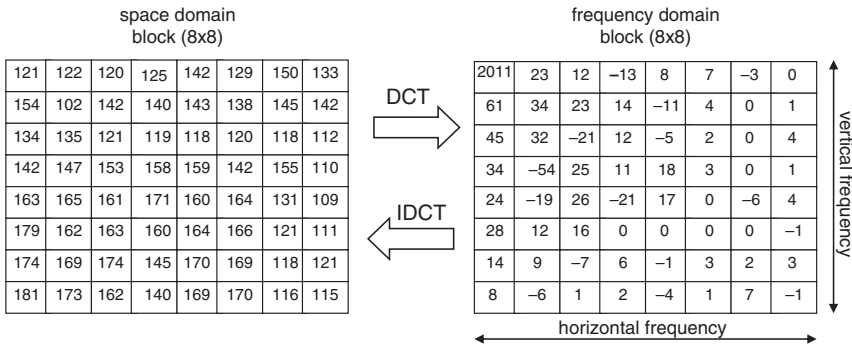 space domain
block (8x8)
frequency domain
block (8x8)
121 122 120 125 142 129 150 133
154 102 142 140 143 138 145 142
134 135 121 119 118 120 118 112
142 147 153 158 159 142 155 110
163 165 161 171 160 164 131 109
179 162 163 160 164 166 121 111
174 169 174 145 170 169 118 121
181 173 162 140 169 170 116 115
DCT
IDCT
2011 23 12 –13 8 7 –3 0
61 34 23 14 –11 4 0 1
45 32 –21 12 –5 2 0 4
34 –54 25 11 18 3 0 1
24 –19 26 –21 17 0 –6 4
28 12 16 0 0 0 0 –1
14 9 –7 6 –1 3 2 3
8 –6 1 2 –4 1 7 –1
vertical frequency
horizontal frequency